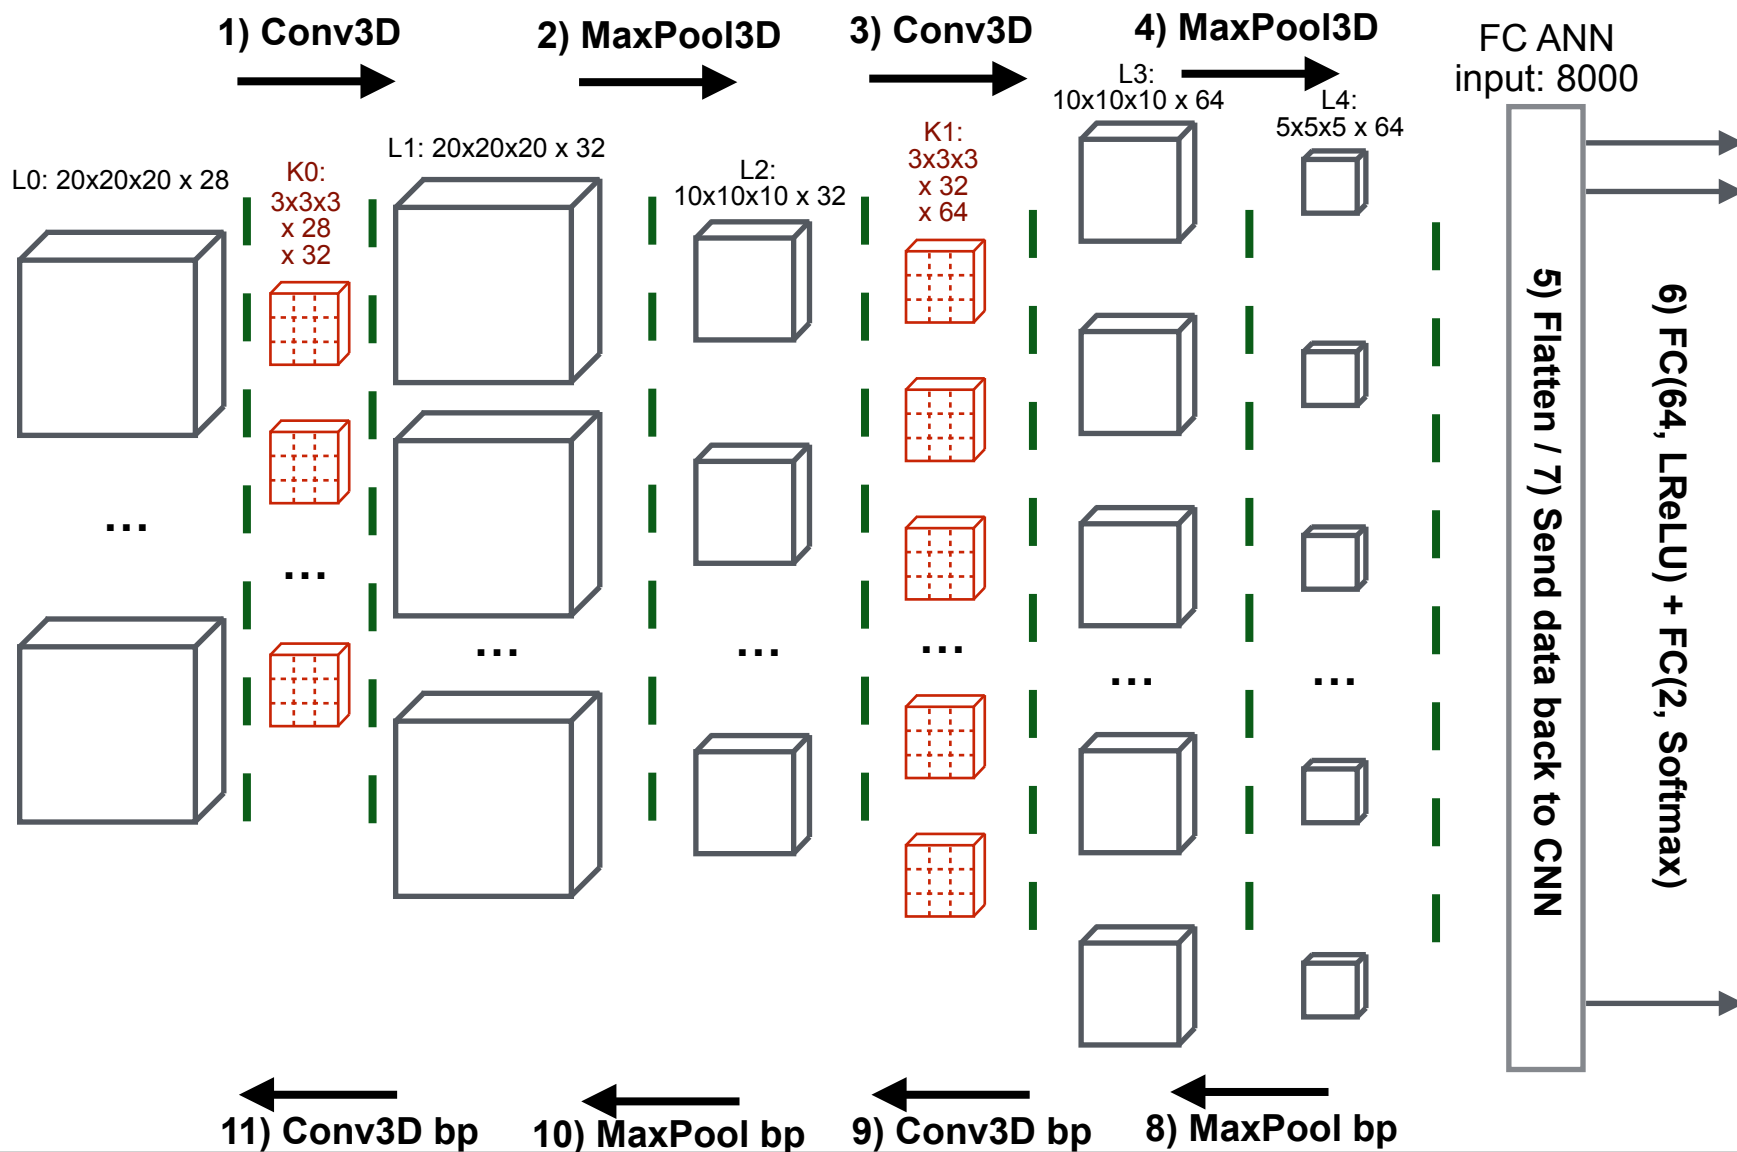 1) Conv3D
2) MaxPool3D
3) Conv3D
4) MaxPool3D
FC ANN
input: 8000
L0: 20x20x20 x 28
K0:
3x3x3
x 28
x 32
L1: 20x20x20 x 32
L2:
10x10x10 x 32
K1:
3x3x3
x 32
x 64
L3:
10x10x10 x 64
L4:
5x5x5 x 64
...
...
...
...
...
...
...
5) Flatten / 7) Send data back to CNN
6) FC(64, LReLU) + FC(2, Softmax)
11) Conv3D bp
10) MaxPool bp
9) Conv3D bp
8) MaxPool bp